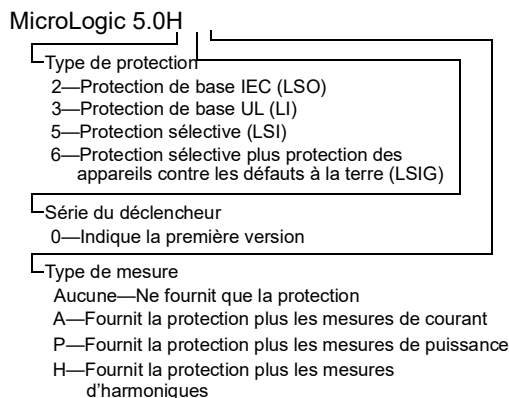 MicroLogic 5.0H
Type de protection
2—Protection de base IEC (LSO)
3—Protection de base UL (LI)
5—Protection sélective (LSI)
6—Protection sélective plus protection des
appareils contre les défauts à la terre (LSIG)
Série du déclencheur
0—Indique la première version
Type de mesure
Aucune—Ne fournit que la protection
A—Fournit la protection plus les mesures de courant
P—Fournit la protection plus les mesures de puissance
H—Fournit la protection plus les mesures
d’harmoniques